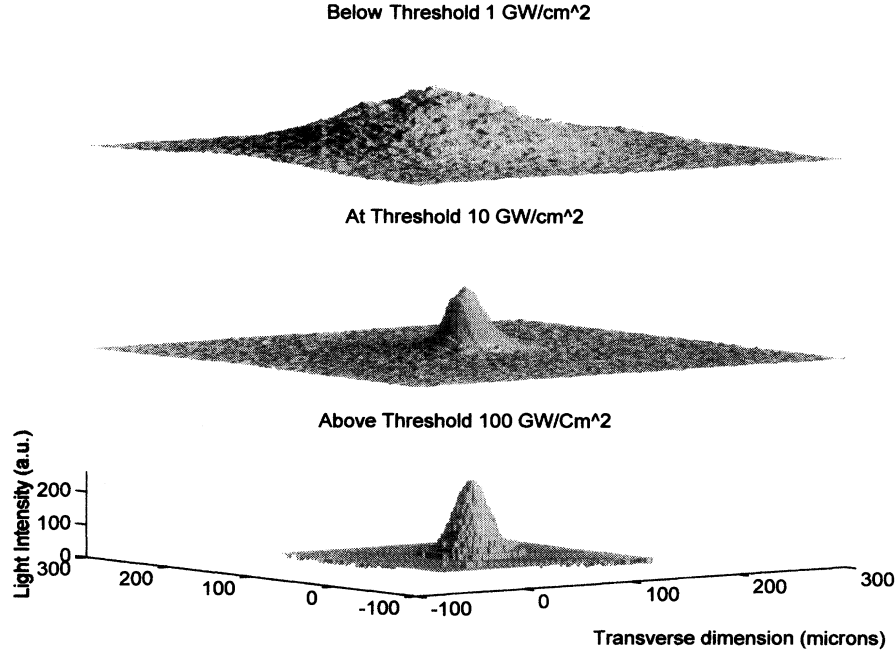 Below Threshold 1 GW/cm^2
At Threshold 10 GW/cm^2
Above Threshold 100 GW/Cm^2
Light Intensity (a.u.)
200
100
0
300
200
100
0
-100
-100
0
100
200
300
Transverse dimension (microns)